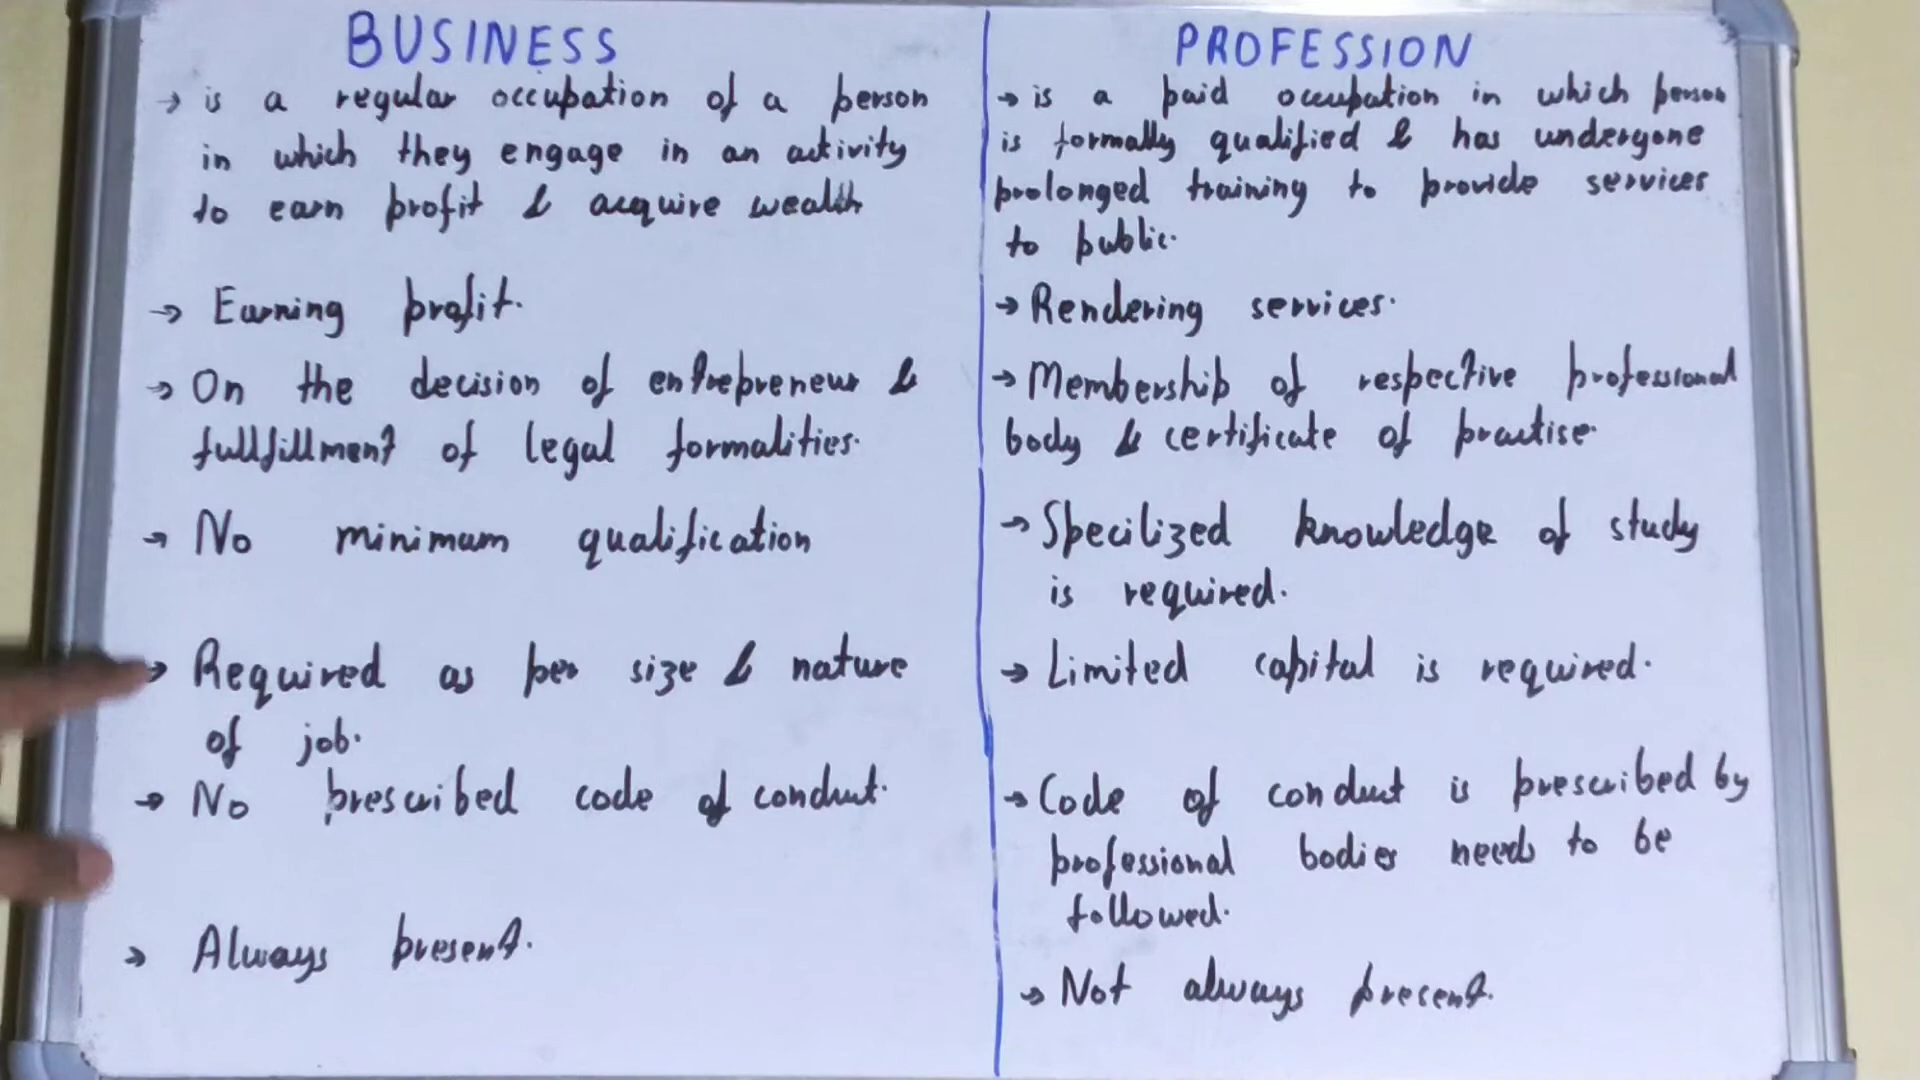 BUSINESS
→ is a regular occupation of a person
in which they engage in an activity
to earn profit & acquire wealth
→ Earning profit.
→ On the decision of entrepreneur &
fullfillment of legal formalities.
→ No minimum qualification
→ Required as per size & nature
of job.
→ No prescribed code of conduct.
→ Always present.
PROFESSION
→ is a paid occupation in which person
is formally qualified & has undergone
prolonged training to provide services
to public.
→ Rendering services.
→ Membership of respective professional
body & certificate of practise.
→ Specilized knowledge of study
is required.
→ Limited capital is required.
→ Code of conduct is prescribed by
professional bodies needs to be
followed.
→ Not always present.